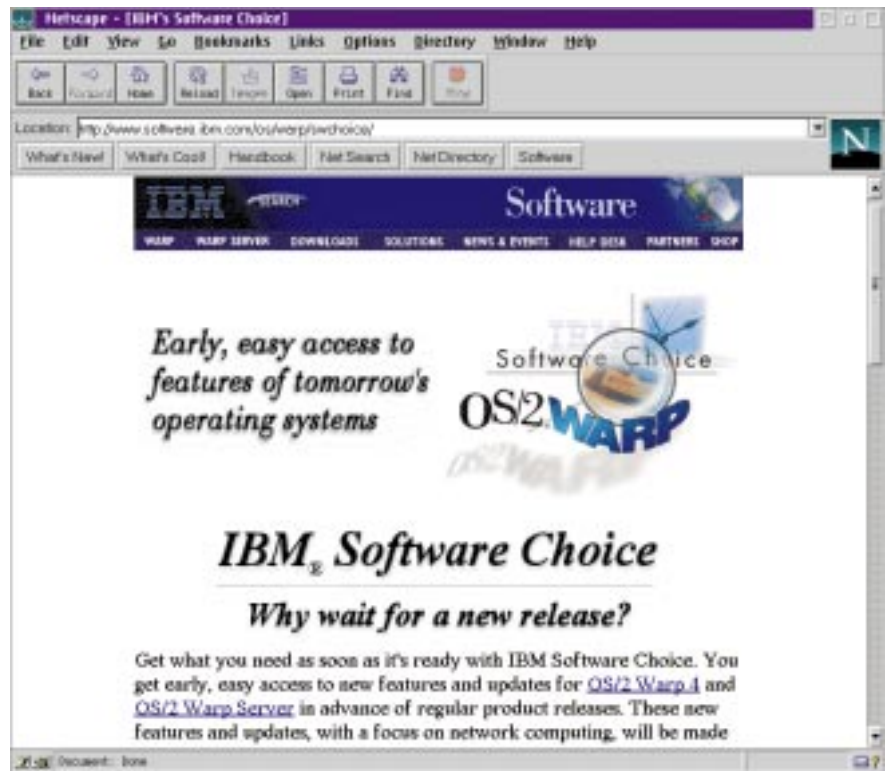 Netscape - [IBM's Software Choice]
File Edit View Go Bookmarks Links Options Directory Window Help
Back Forward Home Reload Images Open Print Find Stop
Location: http://www.software.ibm.com/os/warp/swchoice/
What's New! What's Cool! Handbook Net Search Net Directory Software
N
IBM SEARCH Software
WARP WARP SERVER DOWNLOADS SOLUTIONS NEWS & EVENTS HELP DESK PARTNERS SHOP
Early, easy access to
features of tomorrow's
operating systems
IBM
Software Choice
OS/2 WARP
OS/2 WARP
IBM® Software Choice
Why wait for a new release?
Get what you need as soon as it's ready with IBM Software Choice. You
get early, easy access to new features and updates for OS/2 Warp 4 and
OS/2 Warp Server in advance of regular product releases. These new
features and updates, with a focus on network computing, will be made
Document: Done